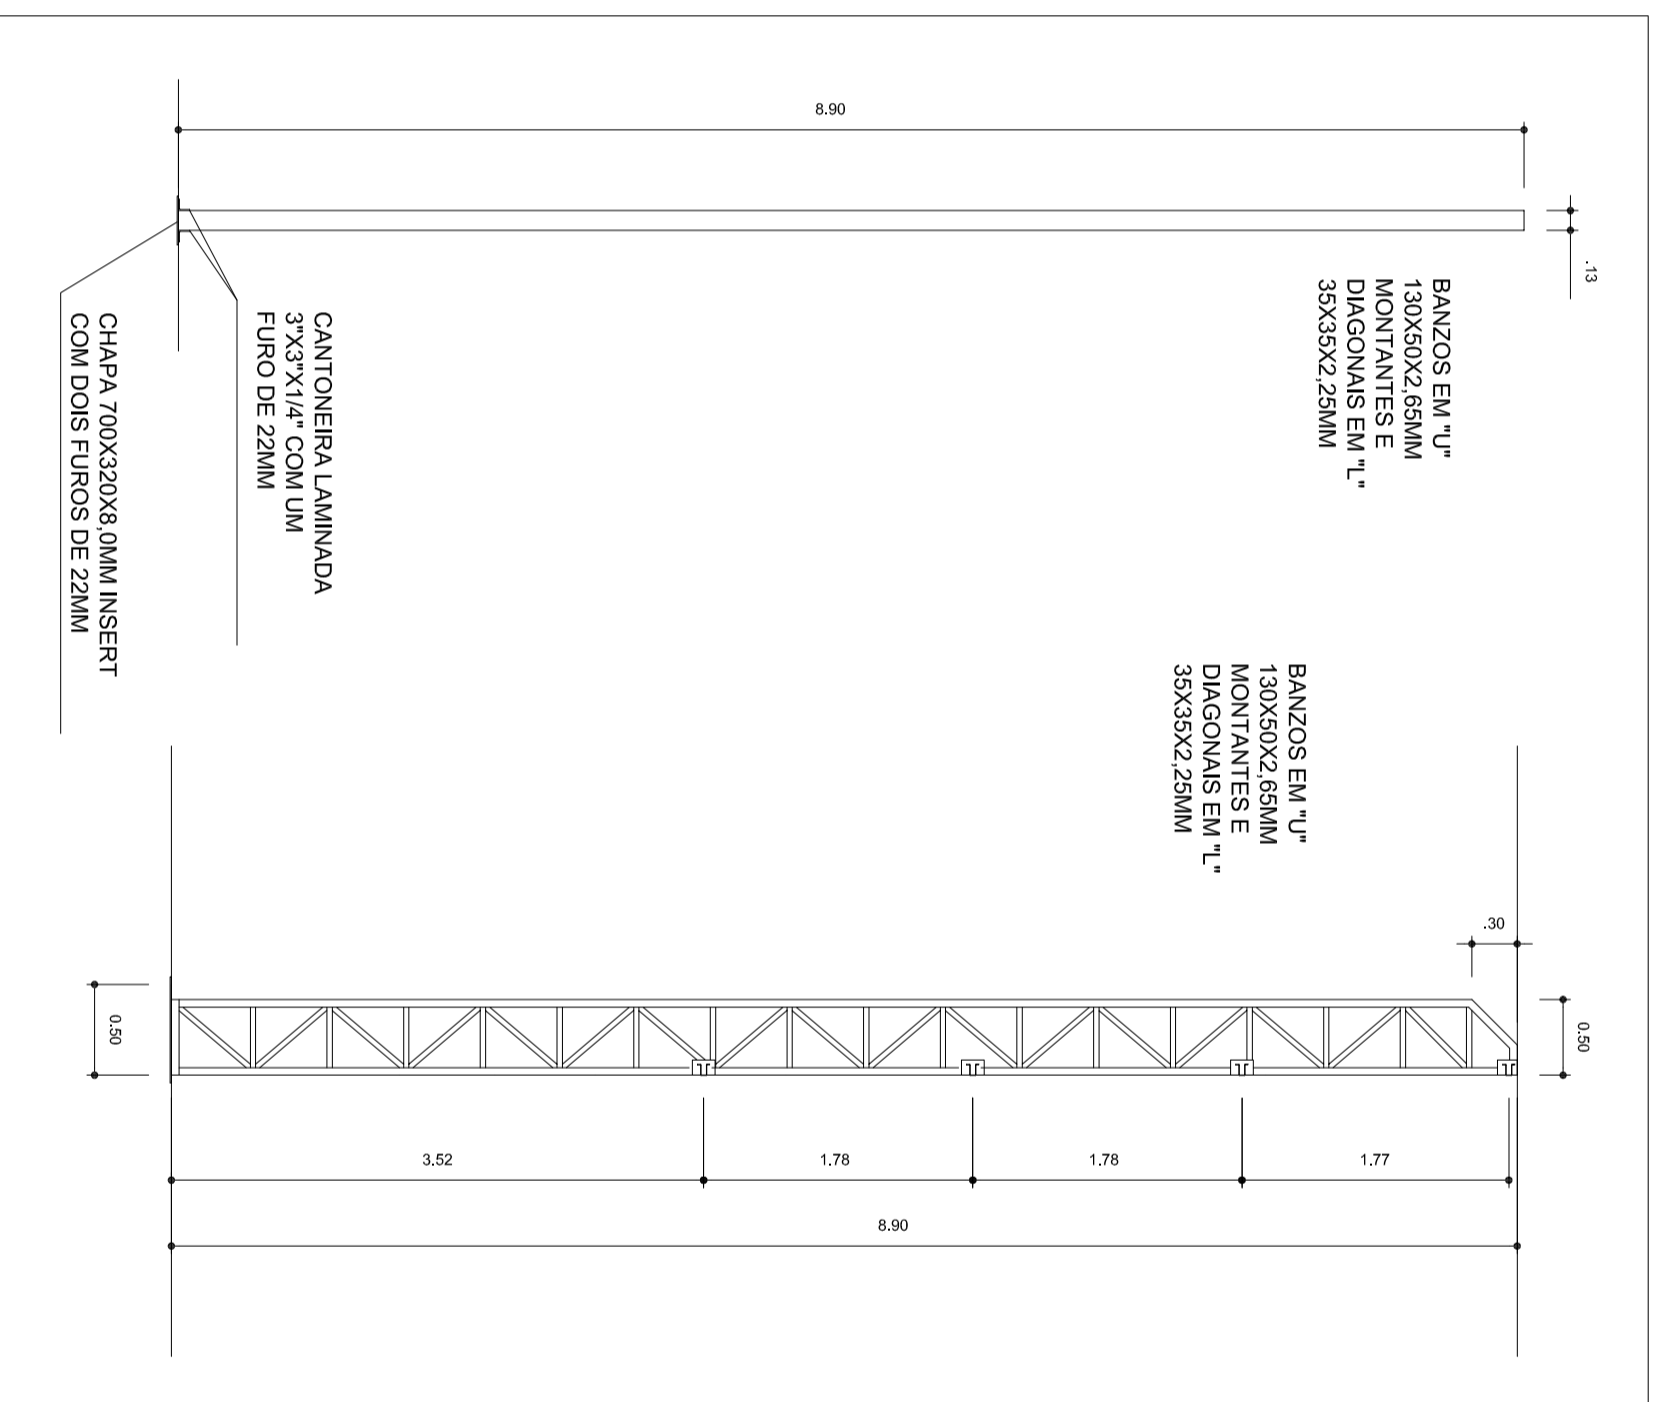 8.90
.13
BANZOS EM "U"
130X50X2,65MM
MONTANTES E
DIAGONAIS EM "L"
35X35X2,25MM
CANTONEIRA LAMINADA
3"X3"X1/4" COM UM
FURO DE 22MM
CHAPA 700X320X8,0MM INSERT
COM DOIS FUROS DE 22MM
BANZOS EM "U"
130X50X2,65MM
MONTANTES E
DIAGONAIS EM "L"
35X35X2,25MM
.30
0.50
0.50
3.52
1.78
1.78
1.77
8.90